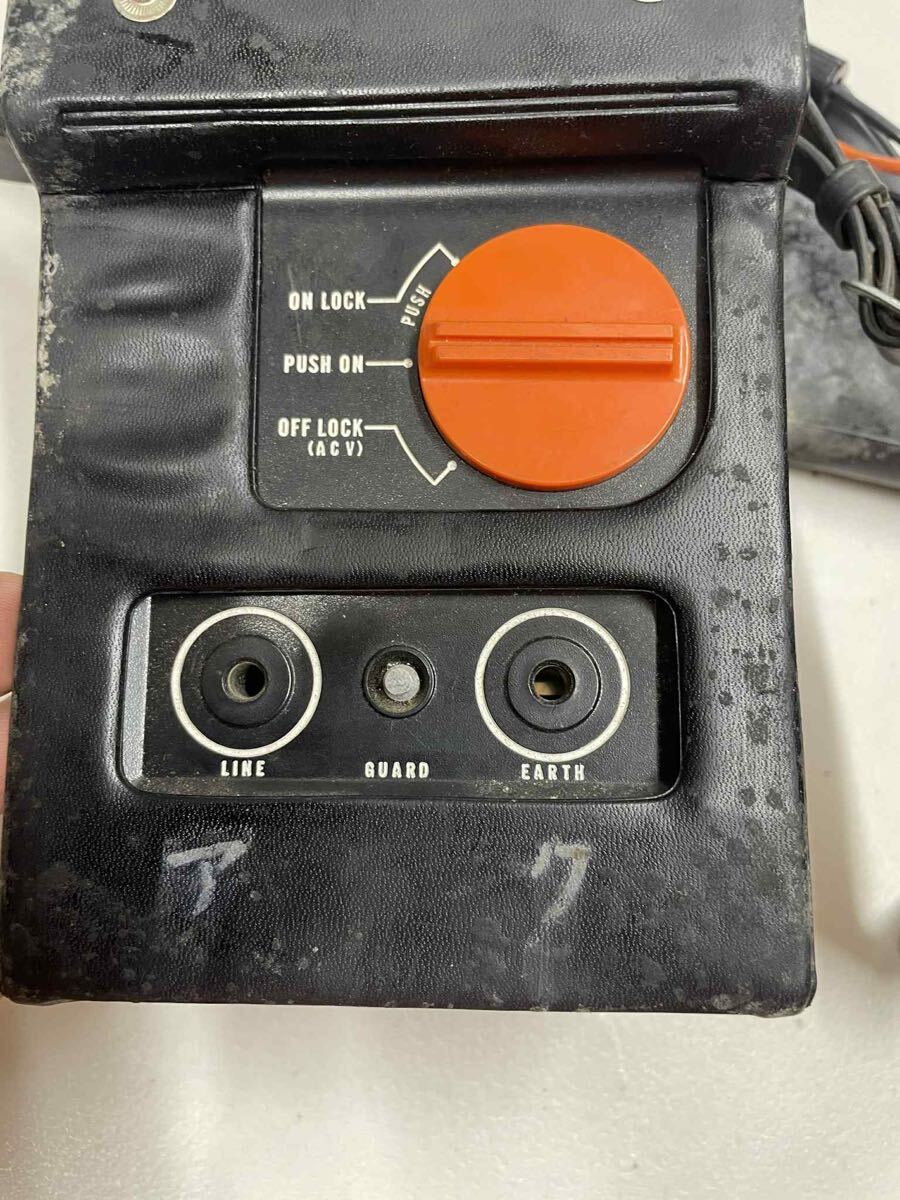 ON LOCK
PUSH
PUSH ON
OFF LOCK
(ACV)
LINE GUARD EARTH
ア ク